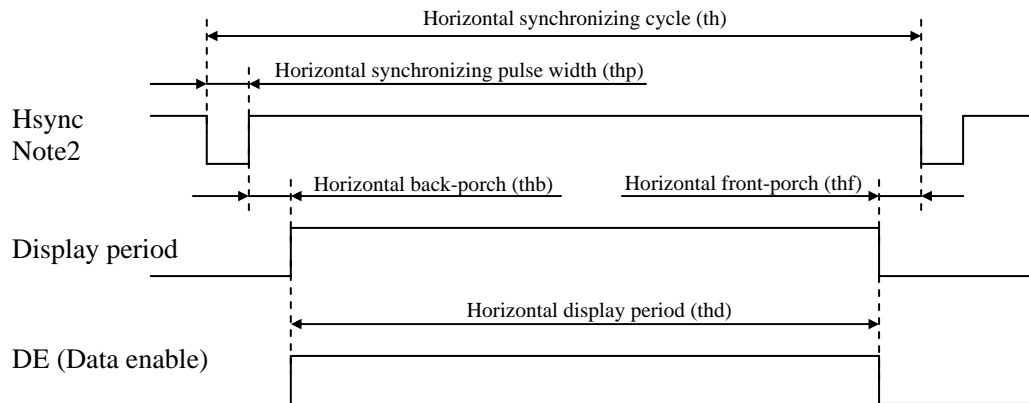 Horizontal synchronizing cycle (th)
Horizontal synchronizing pulse width (thp)
Hsync
Note2
Horizontal back-porch (thb)
Horizontal front-porch (thf)
Display period
Horizontal display period (thd)
DE (Data enable)